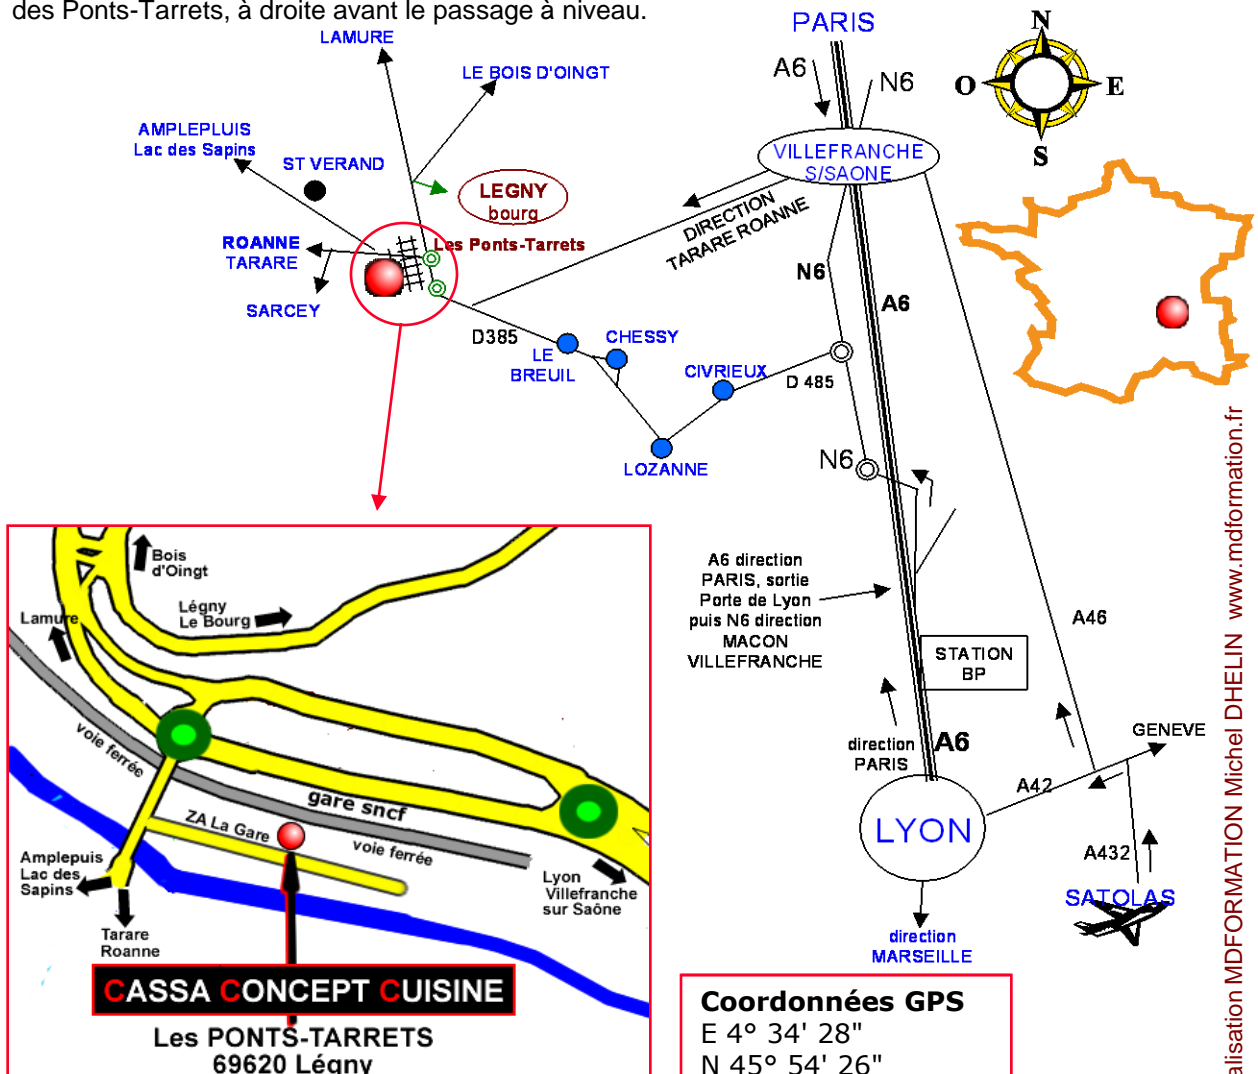 des Ponts-Tarrets, à droite avant le passage à niveau.
LAMURE
LE BOIS D'OINGT
AMPLEPLUIS
Lac des Sapins
ST VERAND
LEGNY
bourg
Les Ponts-Tarrets
ROANNE
TARARE
SARCEY
D385
LE
BREUIL
CHESSY
CIVRIEUX
LOZANNE
D 485
PARIS
A6
N6
VILLEFRANCHE
S/SAONE
DIRECTION
TARARE ROANNE
N6
A6
N6
N
O
E
S
A6 direction
PARIS, sortie
Porte de Lyon
puis N6 direction
MACON
VILLEFRANCHE
STATION
BP
A46
direction
PARIS
A6
GENEVE
A42
LYON
A432
SATOLAS
direction
MARSEILLE
Bois
d'Oingt
Légny
Le Bourg
Lamure
voie ferrée
gare sncf
ZA La Gare
voie ferrée
Amplepuis
Lac des
Sapins
Tarare
Roanne
Lyon
Villefranche
sur Saône
CASSA CONCEPT CUISINE
Les PONTS-TARRETS
69620 Légny
Coordonnées GPS
E 4° 34' 28"
N 45° 54' 26"
alisation MDFORMATION Michel DHELIN www.mdformation.fr